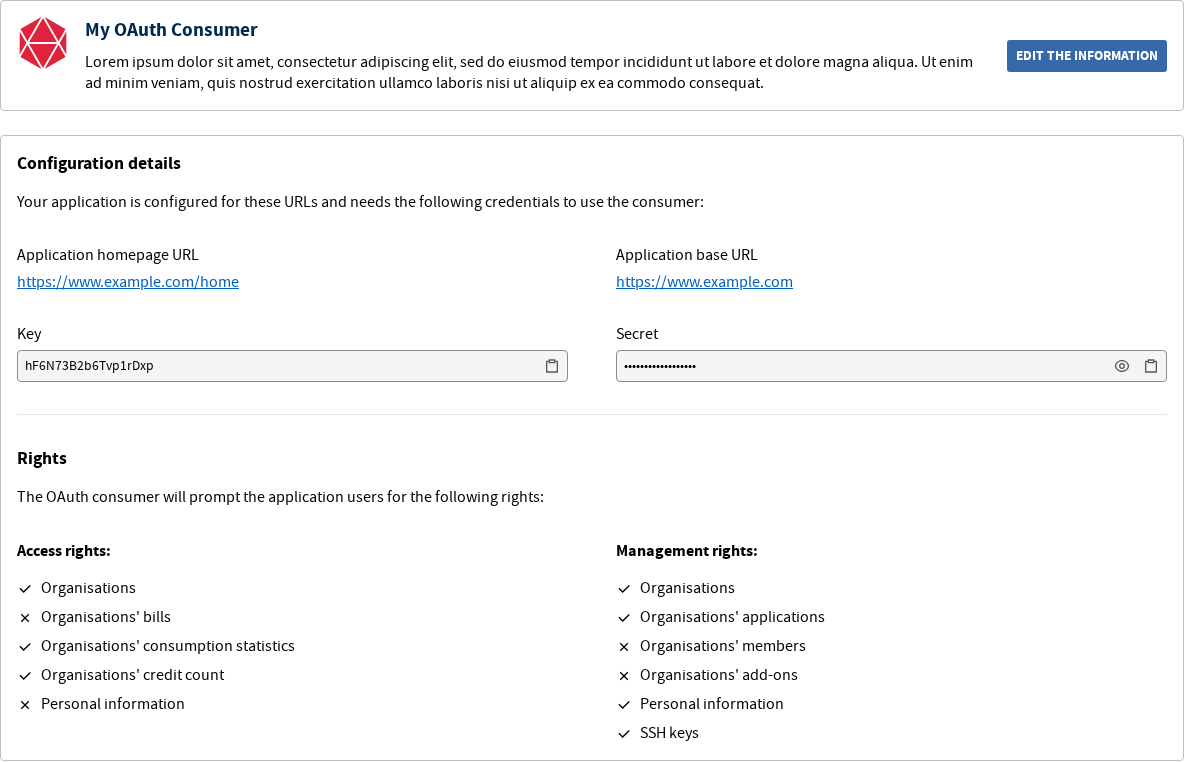 My OAuth Consumer
Lorem ipsum dolor sit amet, consectetur adipiscing elit, sed do eiusmod tempor incididunt ut labore et dolore magna aliqua. Ut enim
ad minim veniam, quis nostrud exercitation ullamco laboris nisi ut aliquip ex ea commodo consequat.
EDIT THE INFORMATION
Configuration details
Your application is configured for these URLs and needs the following credentials to use the consumer:
Application homepage URL
https://www.example.com/home
Application base URL
https://www.example.com
Key
hF6N73B2b6Tvp1rDxp
Secret
••••••••••••••••••
Rights
The OAuth consumer will prompt the application users for the following rights:
Access rights:
Organisations
Organisations' bills
Organisations' consumption statistics
Organisations' credit count
Personal information
Management rights:
Organisations
Organisations' applications
Organisations' members
Organisations' add-ons
Personal information
SSH keys